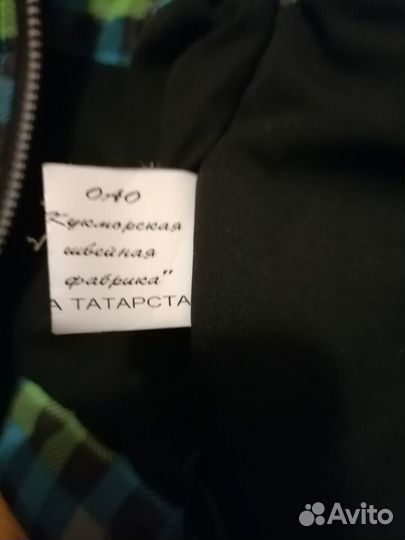 ОАО
Кукморская
швейная
фабрика"
А ТАТАРСТА
Avito